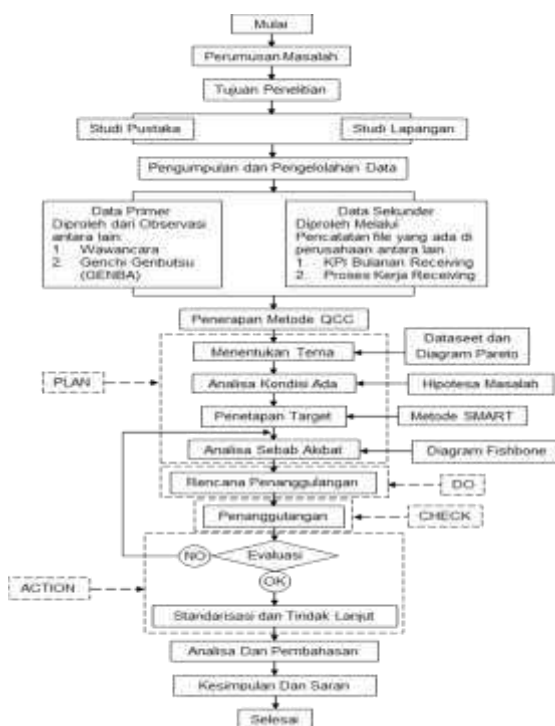 Mulai
Perumusan Masalah
Tujuan Penelitian
Studi Pustaka
Studi Lapangan
Pengumpulan dan Pengelolahan Data
Data Primer
Diproleh dari Observasi
antara lain:
1. Wawancara
2. Genchi Genbutsu
(GENBA)
Data Sekunder
Diproleh Melalui
Pencatatan file yang ada di
perusahaan antara lain :
1. KPI Bulanan Receiving
2. Proses Kerja Receiving
Penerapan Metode QCC
Menentukan Tema
Dataseet dan
Diagram Pareto
PLAN
Analisa Kondisi Ada
Hipotesa Masalah
Penetapan Target
Metode SMART
Analisa Sebab Akibat
Diagram Fishbone
Rencana Penanggulangan
DO
Penanggulangan
CHECK
NO
Evaluasi
OK
ACTION
Standarisasi dan Tindak Lanjut
Analisa Dan Pembahasan
Kesimpulan Dan Saran
Selesai